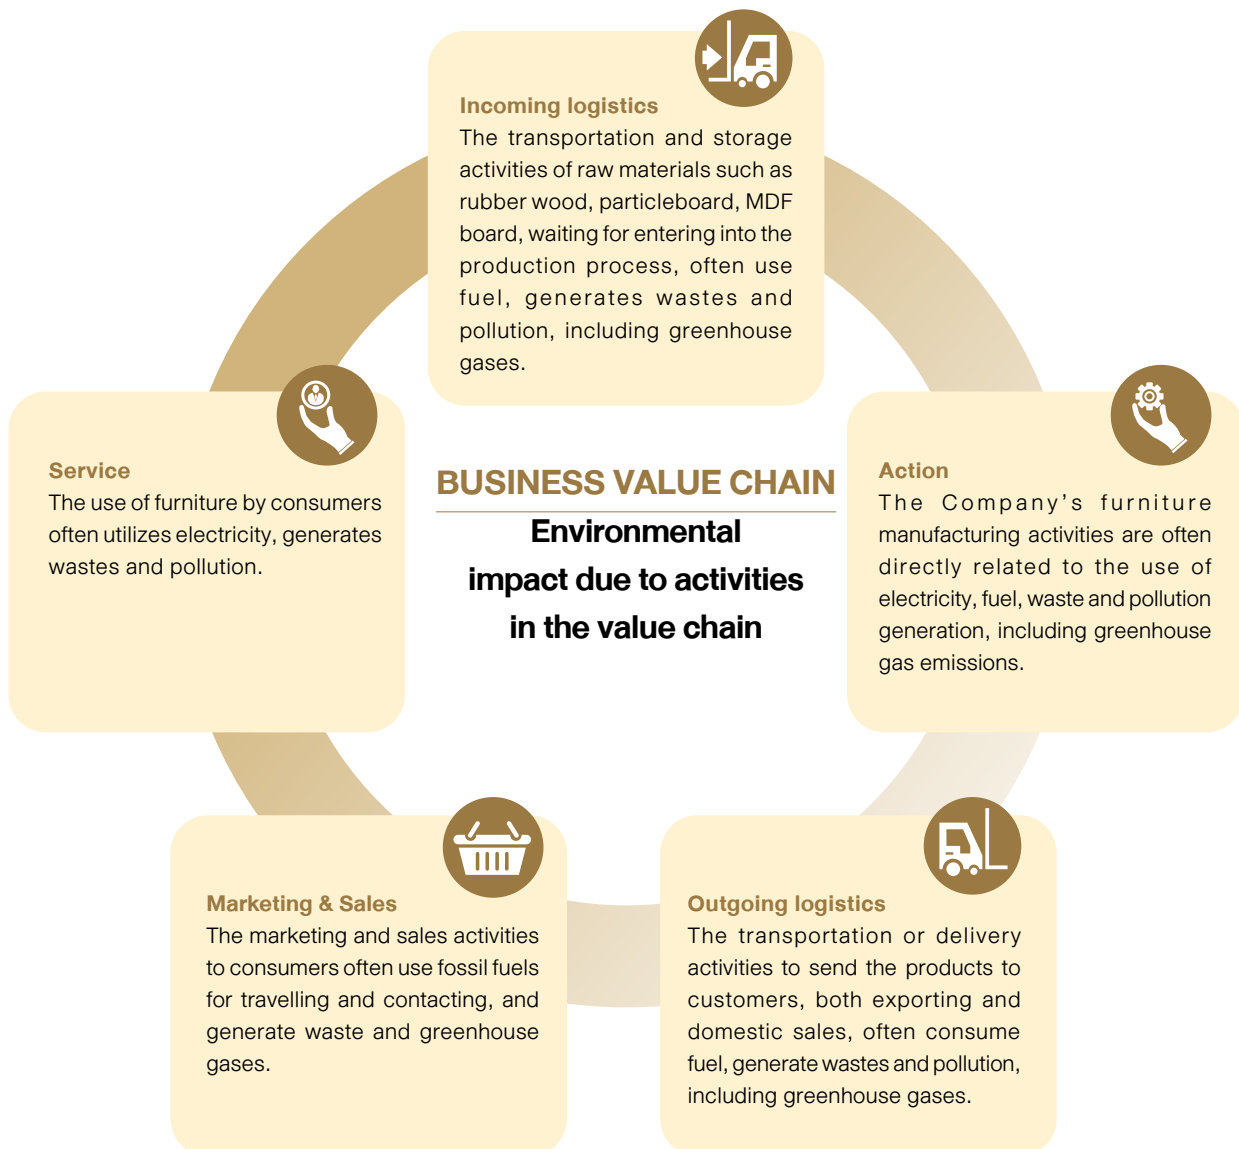 Incoming logistics
The transportation and storage
activities of raw materials such as
rubber wood, particleboard, MDF
board, waiting for entering into the
production process, often use
fuel, generates wastes and
pollution, including greenhouse
gases.
Service
The use of furniture by consumers
often utilizes electricity, generates
wastes and pollution.
BUSINESS VALUE CHAIN
Environmental
impact due to activities
in the value chain
Action
The Company's furniture
manufacturing activities are often
directly related to the use of
electricity, fuel, waste and pollution
generation, including greenhouse
gas emissions.
Marketing & Sales
The marketing and sales activities
to consumers often use fossil fuels
for travelling and contacting, and
generate waste and greenhouse
gases.
Outgoing logistics
The transportation or delivery
activities to send the products to
customers, both exporting and
domestic sales, often consume
fuel, generate wastes and pollution,
including greenhouse gases.